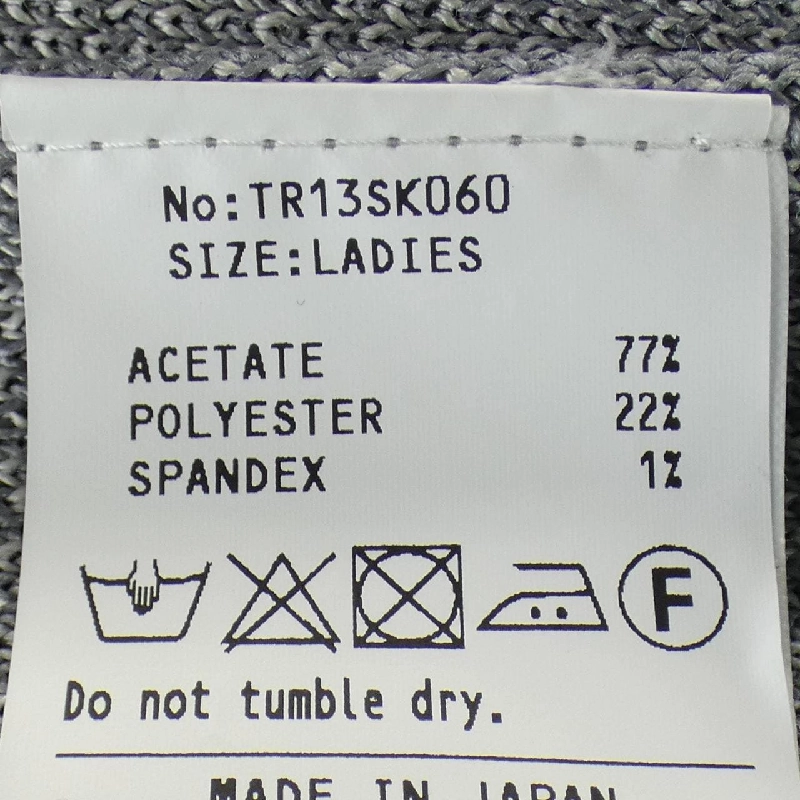 No:TR13SK060
SIZE:LADIES
ACETATE 77%
POLYESTER 22%
SPANDEX 1%
F
Do not tumble dry.
MADE IN JAPAN